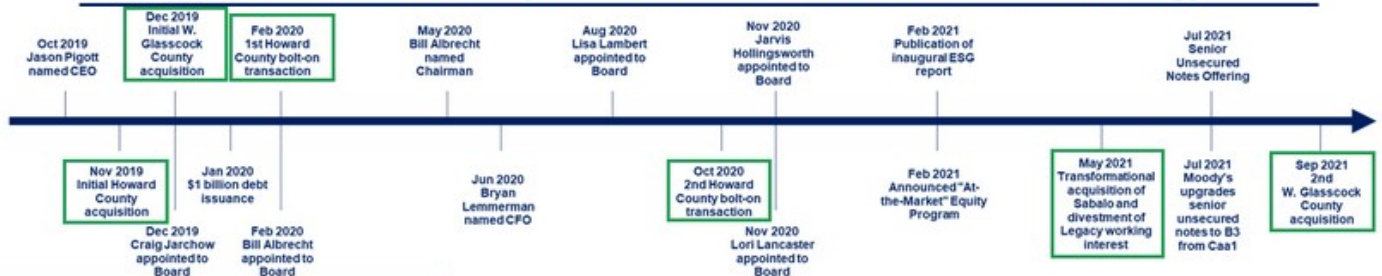 Oct 2019
Jason Pigott
named CEO
Dec 2019
Initial W.
Glasscock
County
acquisition
Feb 2020
1st Howard
County bolt-on
transaction
May 2020
Bill Albrecht
named
Chairman
Aug 2020
Lisa Lambert
appointed to
Board
Nov 2020
Jarvis
Hollingsworth
appointed to
Board
Feb 2021
Publication of
inaugural ESG
report
Jul 2021
Senior
Unsecured
Notes Offering
Nov 2019
Initial Howard
County
acquisition
Dec 2019
Craig Jarchow
appointed to
Board
Jan 2020
$1 billion debt
issuance
Feb 2020
Bill Albrecht
appointed to
Board
Jun 2020
Bryan
Lemmerman
named CFO
Oct 2020
2nd Howard
County bolt-on
transaction
Nov 2020
Lori Lancaster
appointed to
Board
Feb 2021
Announced "At-
the-Market" Equity
Program
May 2021
Transformational
acquisition of
Sabalo and
divestment of
Legacy working
interest
Jul 2021
Moody's
upgrades
senior
unsecured
notes to B3
from Caa1
Sep 2021
2nd
W. Glasscock
County
acquisition